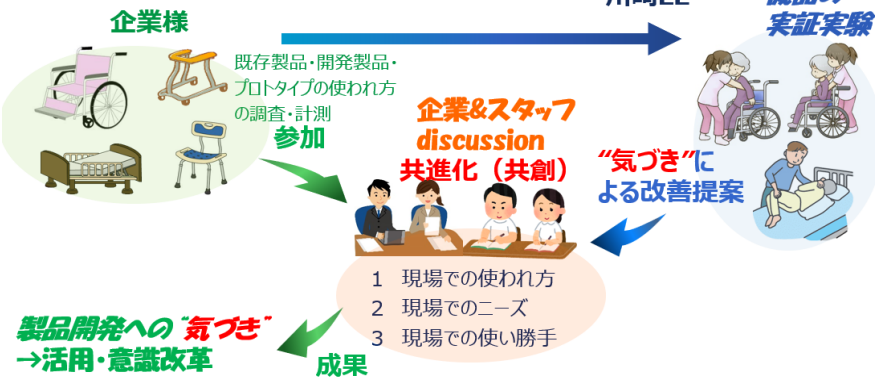 企業様
既存製品・開発製品・
プロトタイプの使われ方
の調査・計測
参加
企業&スタッフ
discussion
共進化（共創）
実証実験
“気づき”に
よる改善提案
1 現場での使われ方
2 現場でのニーズ
3 現場での使い勝手
製品開発への“気づき”
→活用・意識改革
成果